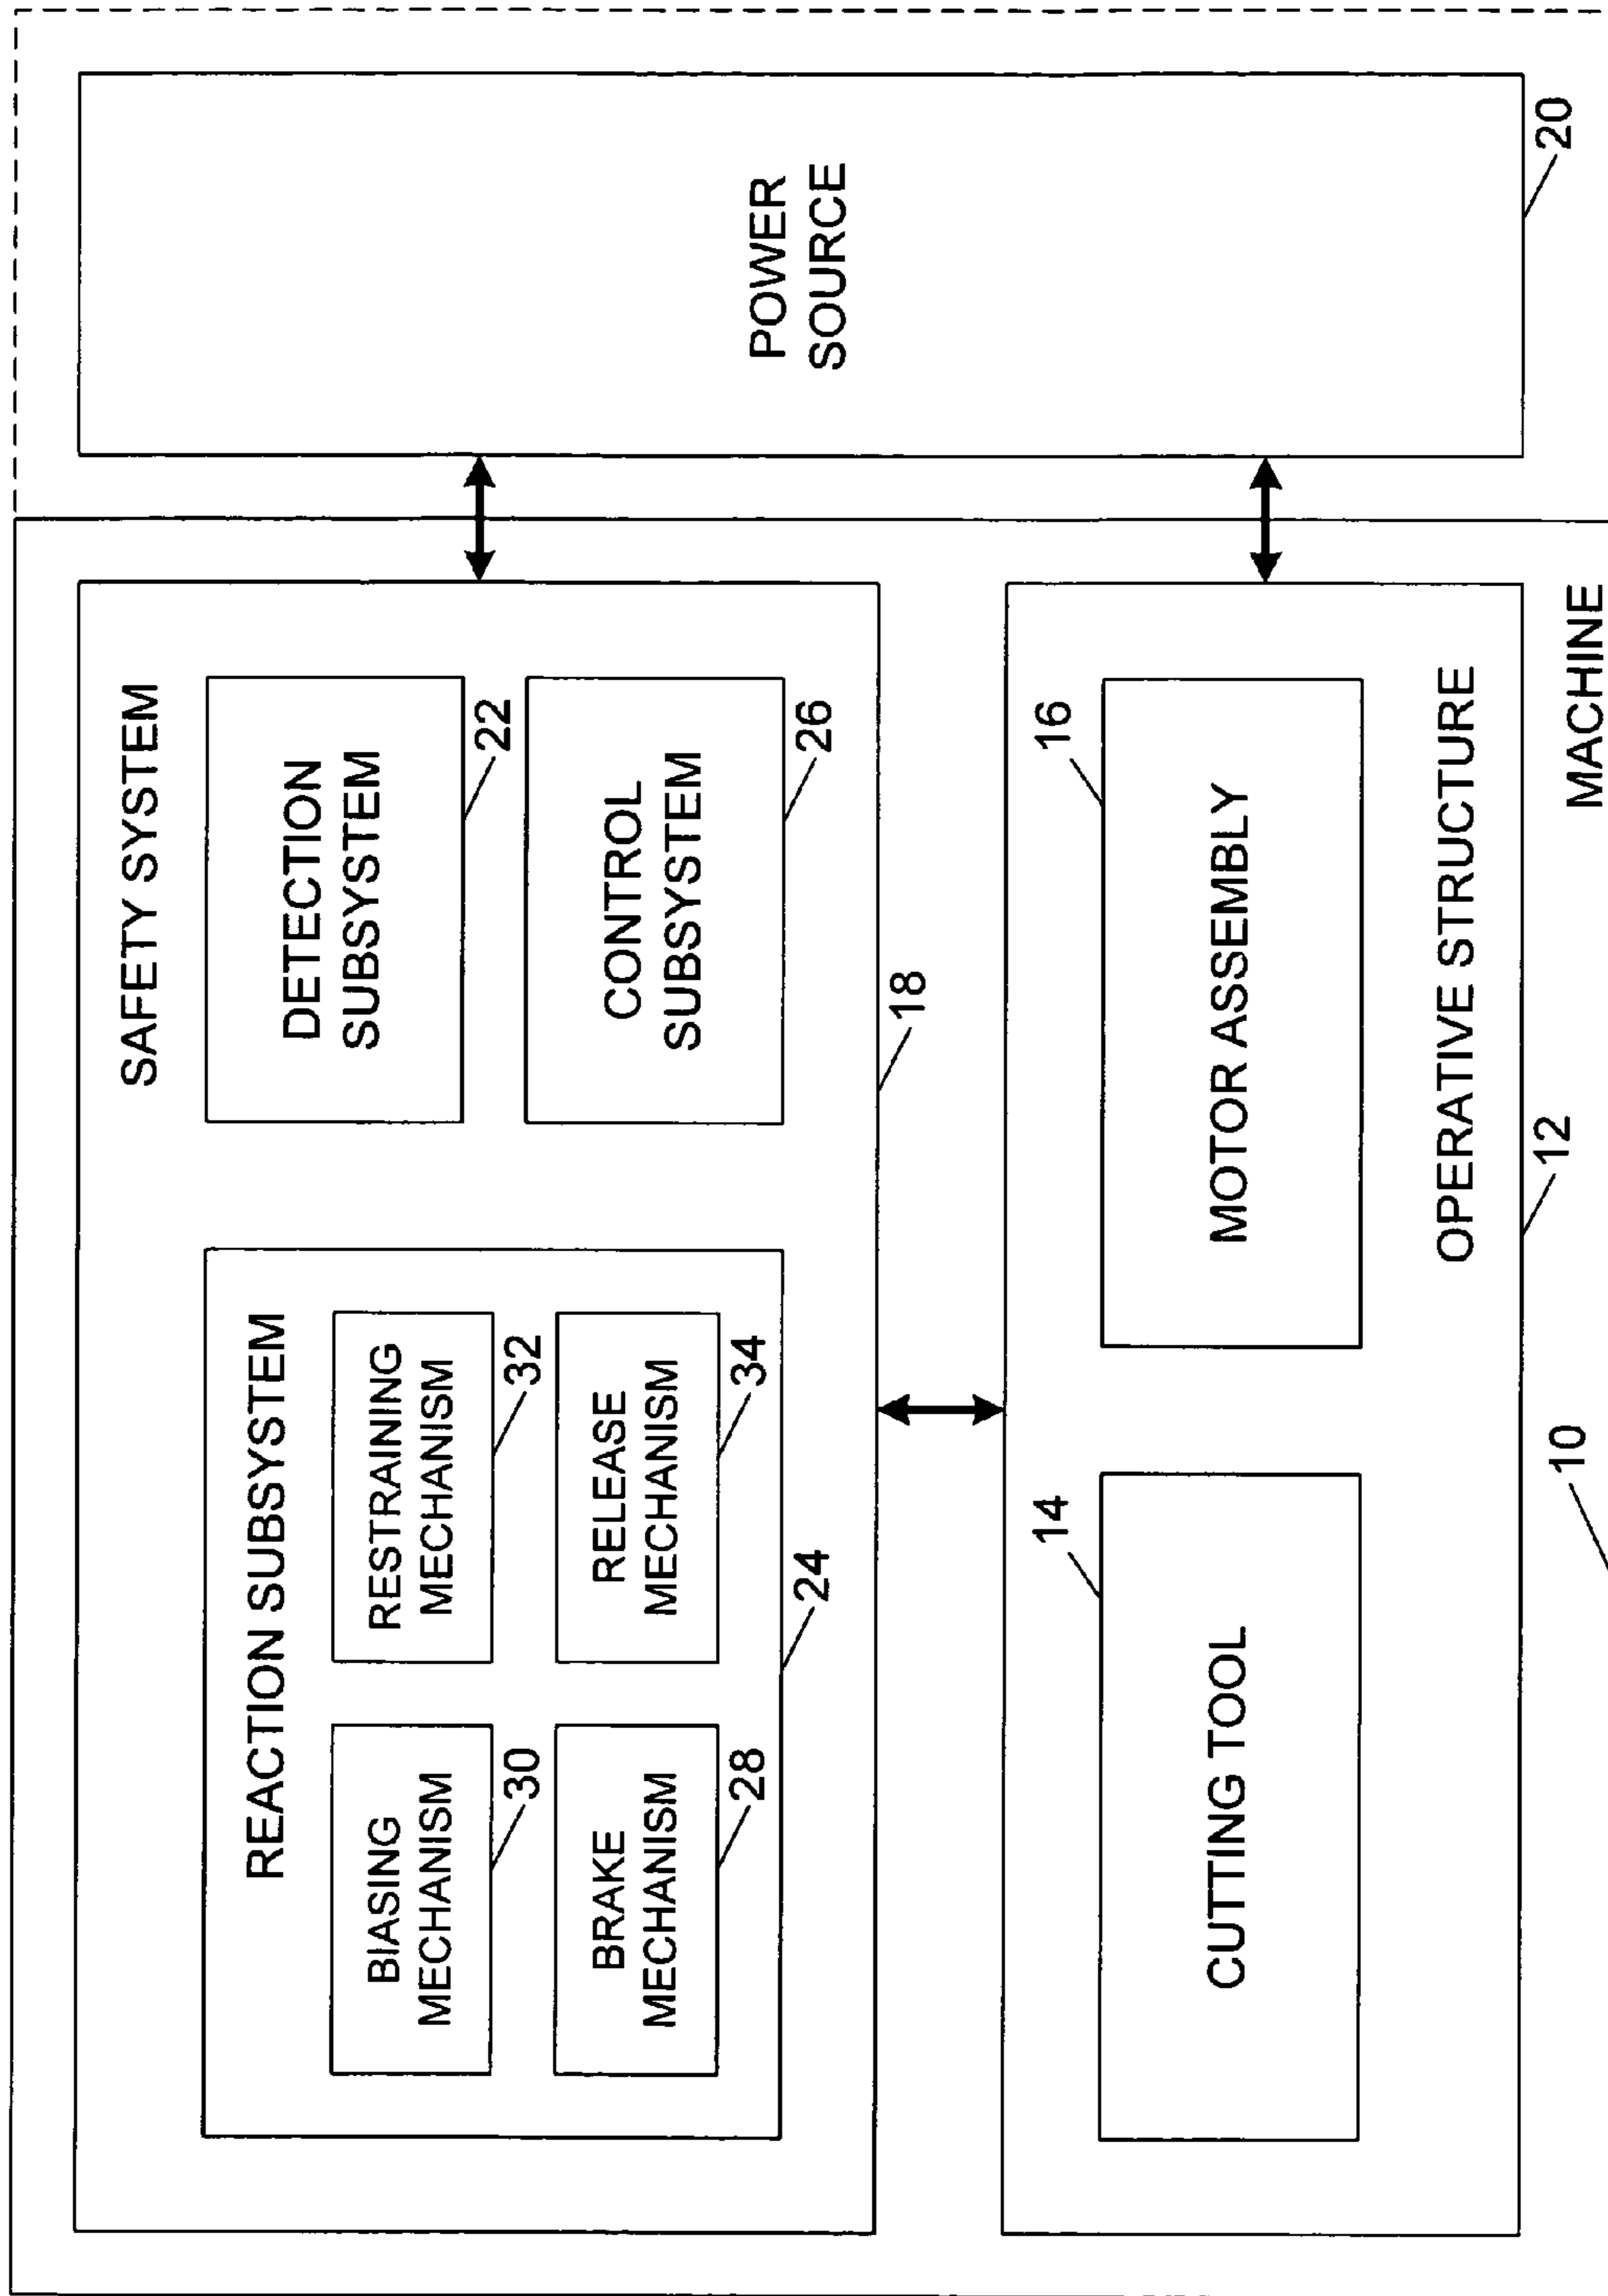 SAFETY SYSTEM
REACTION SUBSYSTEM
BIASING
MECHANISM
30
RESTRAINING
MECHANISM
32
BRAKE
MECHANISM
28
RELEASE
MECHANISM
34
24
DETECTION
SUBSYSTEM
22
CONTROL
SUBSYSTEM
26
18
POWER
SOURCE
20
14
CUTTING TOOL
16
MOTOR ASSEMBLY
OPERATIVE STRUCTURE
12
10
MACHINE